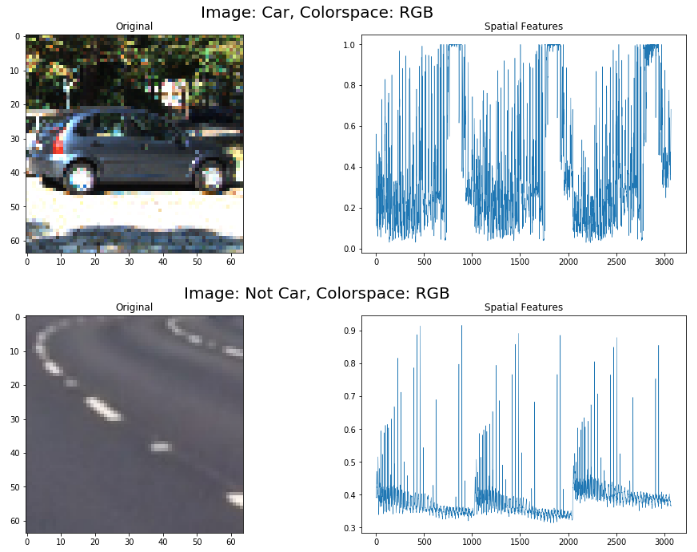 Image: Car, Colorspace: RGB
Original
Spatial Features
0
10
20
30
40
50
60
0 10 20 30 40 50 60
1.0
0.8
0.6
0.4
0.2
0.0
0 500 1000 1500 2000 2500 3000
Image: Not Car, Colorspace: RGB
Original
Spatial Features
0
10
20
30
40
50
60
0 10 20 30 40 50 60
0.9
0.8
0.7
0.6
0.5
0.4
0.3
0 500 1000 1500 2000 2500 3000